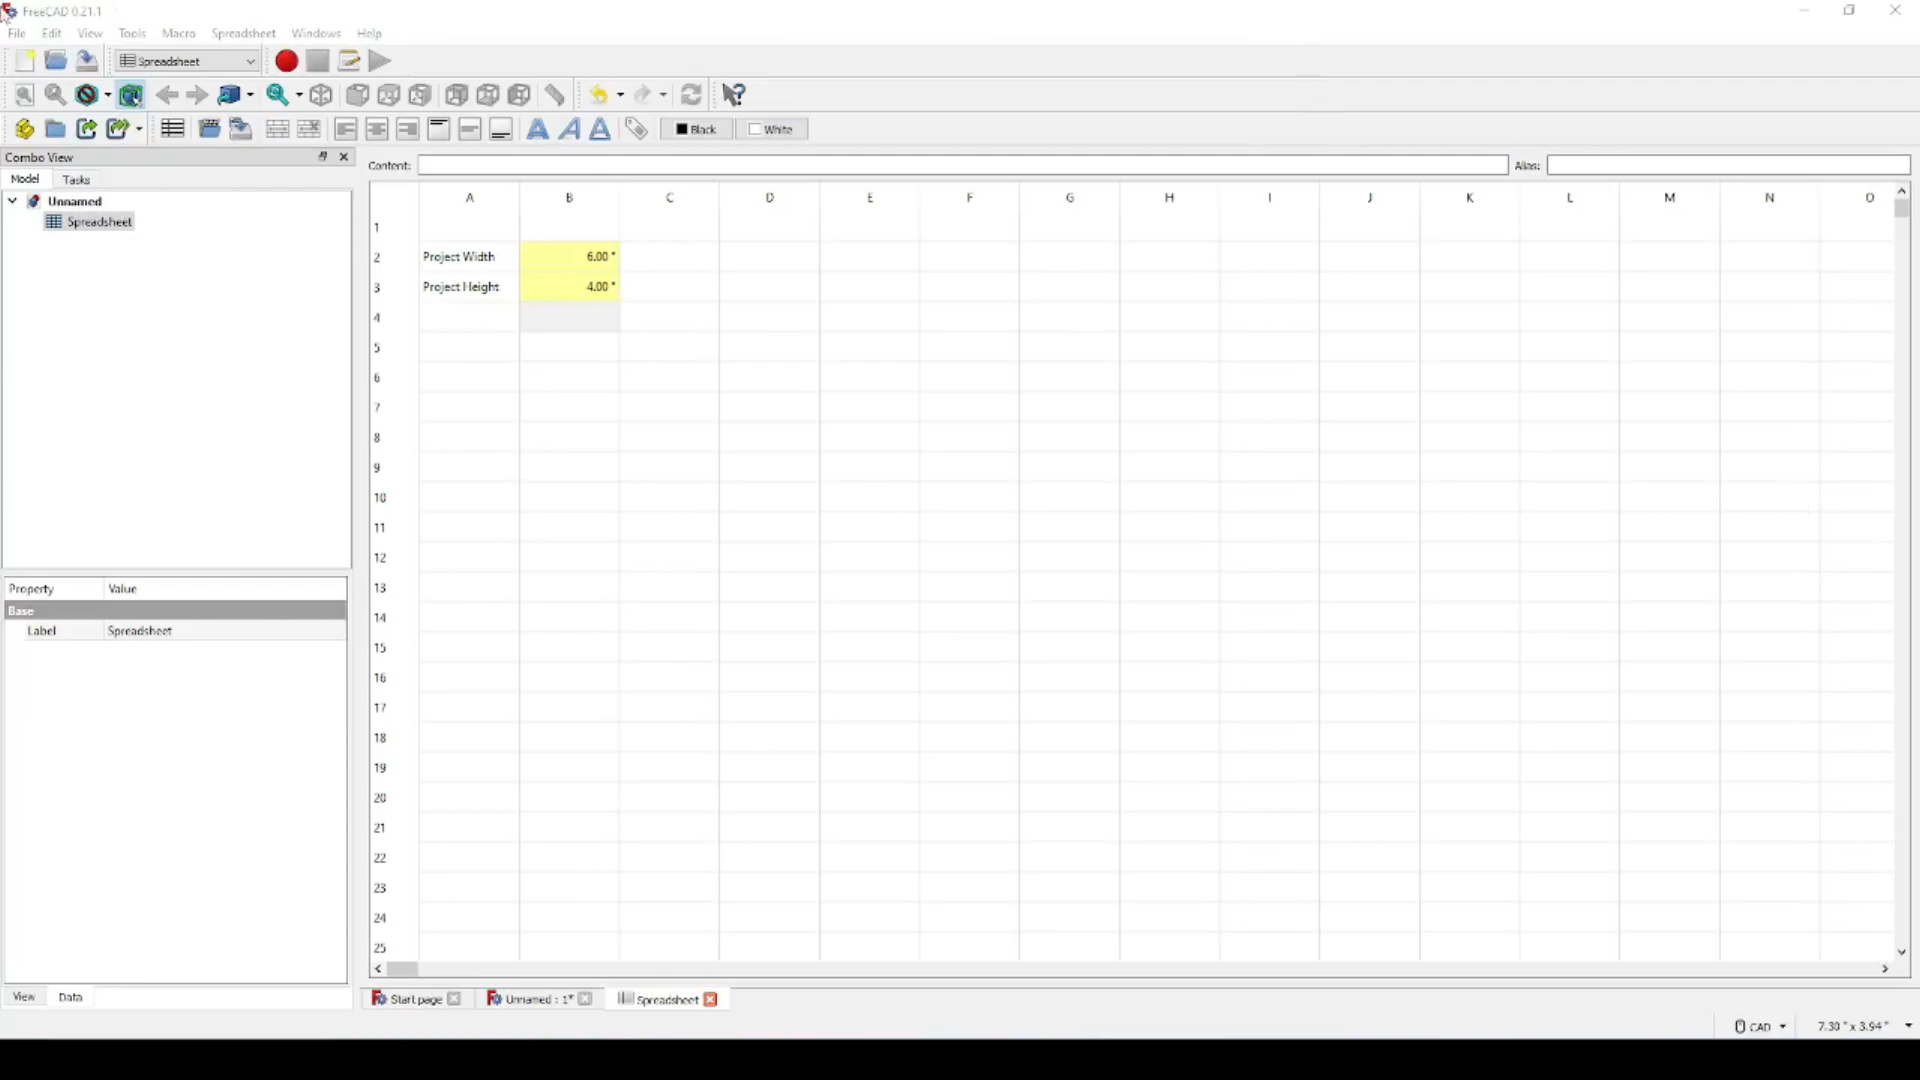 FreeCAD 0.21.1
File Edit View Tools Macro Spreadsheet Windows Help
Spreadsheet
Black White
Combo View
Content: Alias:
Model Tasks
Unnamed
Spreadsheet
A B C D E F G H I J K L M N O
1
2 Project Width 6.00 "
3 Project Height 4.00 "
4
5
6
7
8
9
10
11
12
13
14
15
16
17
18
19
20
21
22
23
24
25
Property Value
Base
Label Spreadsheet
View Data
Start page Unnamed : 1* Spreadsheet
CAD 7.30 " x 3.94 "